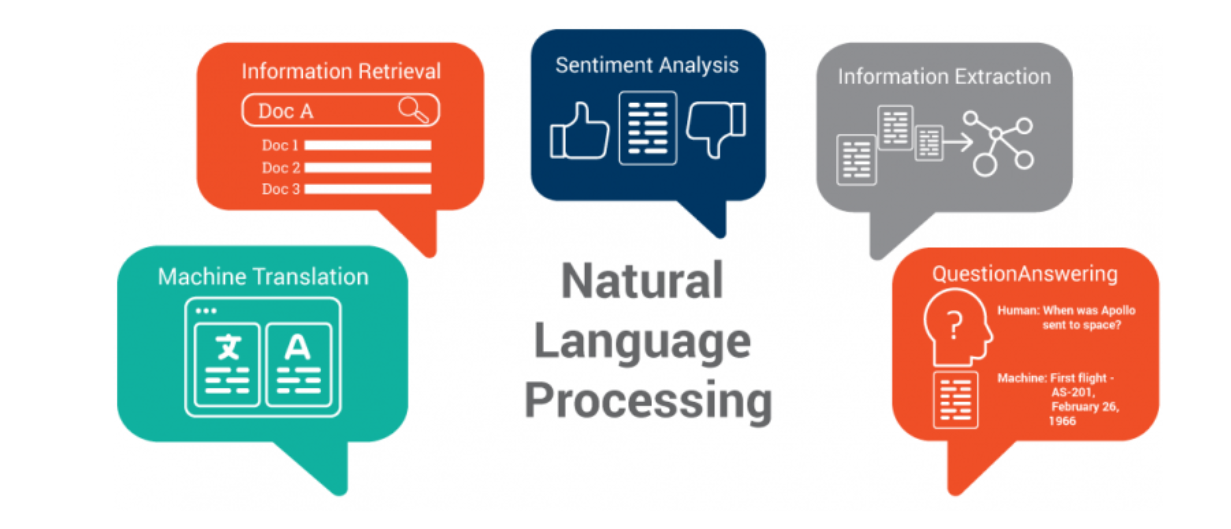 Information Retrieval
Doc A
Doc 1
Doc 2
Doc 3
Sentiment Analysis
Information Extraction
Machine Translation
文 A
Natural
Language
Processing
QuestionAnswering
?
Human: When was Apollo
sent to space?
Machine: First flight -
AS-201,
February 26,
1966